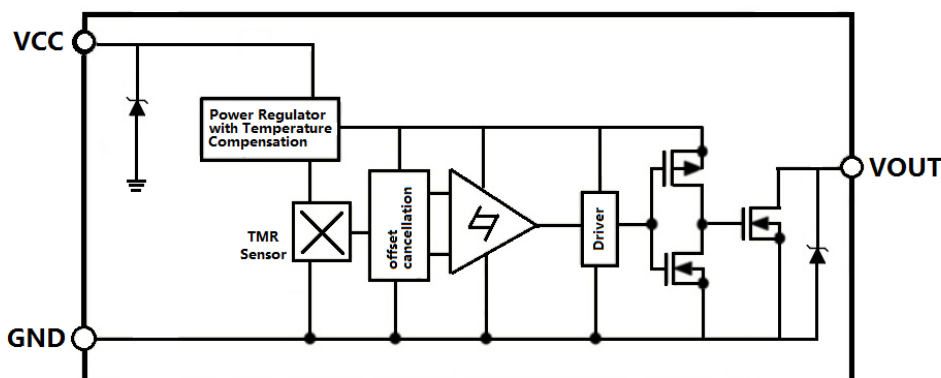 VCC
Power Regulator
with Temperature
Compensation
VOUT
TMR
Sensor
offset
cancellation
Driver
GND